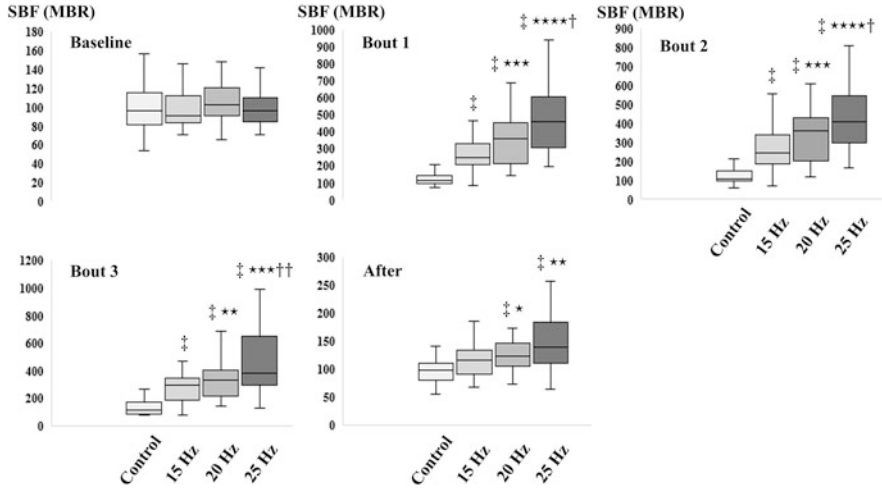 SBF (MBR)
Baseline
180
160
140
120
100
80
60
40
20
0
SBF (MBR)
Bout 1
1000
900
800
700
600
500
400
300
200
100
0
‡
‡ ★★★
‡ ★★★★†
SBF (MBR)
Bout 2
900
800
700
600
500
400
300
200
100
0
‡
‡ ★★★
‡ ★★★★†
Control
15 Hz
20 Hz
25 Hz
Bout 3
1200
1000
800
600
400
200
0
‡
‡ ★★
‡ ★★★††
Control
15 Hz
20 Hz
25 Hz
After
300
250
200
150
100
50
0
‡ ★
‡ ★★
Control
15 Hz
20 Hz
25 Hz